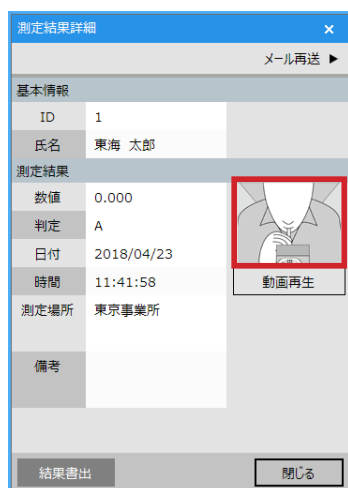 測定結果詳細 ×
メール再送 ▶
基本情報
ID 1
氏名 東海 太郎
測定結果
数値 0.000
判定 A
日付 2018/04/23
時間 11:41:58 動画再生
測定場所 東京事業所
備考
結果書出 閉じる